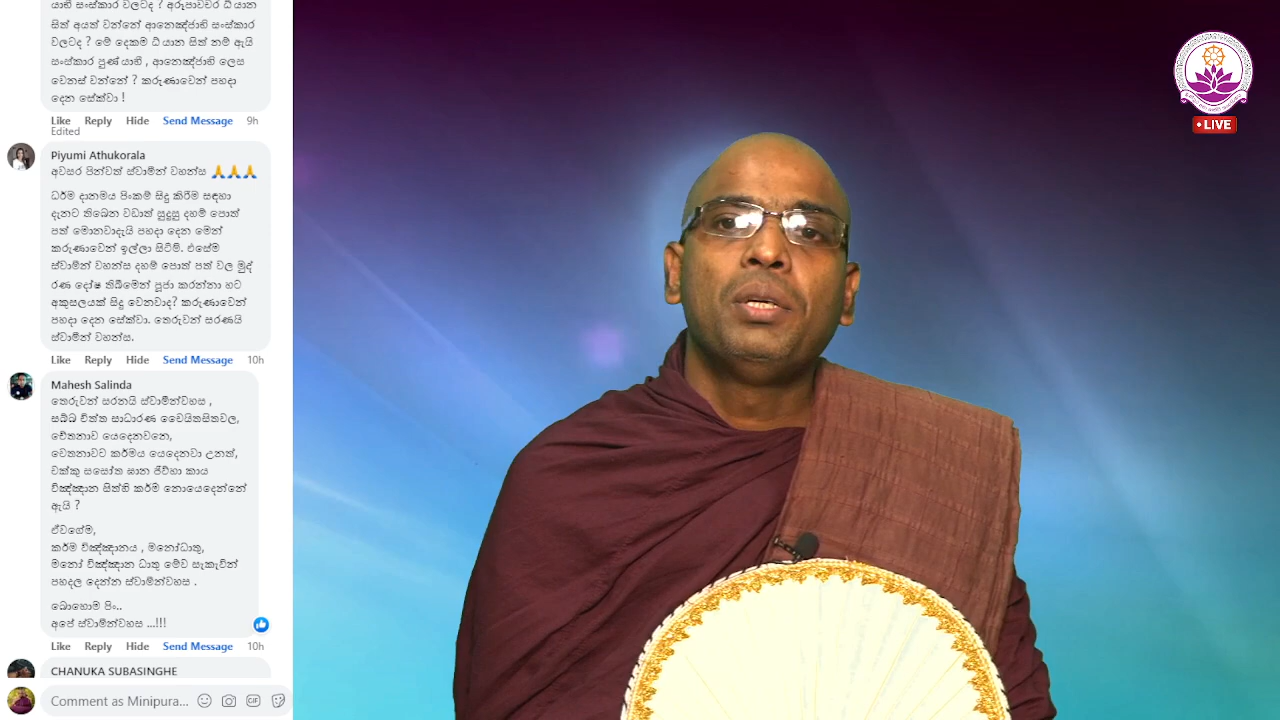 යාභි සංස්කාර වලටද ? අරූපාවචර ධ්‍යාන
සිත් අයත් වන්නේ ආනෙඤ්ජාභි සංස්කාර
වලටද ? මේ දෙකම ධ්‍යාන සිත් නම් ඇයි
සංස්කාර පුණ්‍යාභි , ආනෙඤ්ජාභි ලෙස
වෙනස් වන්නේ ? කරුණාවෙන් පහදා
දෙන සේක්වා !
Like Reply Hide Send Message 9h
Edited
Piyumi Athukorala
අවසර පින්වත් ස්වාමීන් වහන්ස 🙏🙏🙏
ධර්ම දානමය පිංකම් සිදු කිරීම සඳහා
දැනට තිබෙන වඩාත් සුදුසු දහම් පොත්
පත් මොනවාදැයි පහදා දෙන මෙන්
කරුණාවෙන් ඉල්ලා සිටිමි. එසේම
ස්වාමීන් වහන්ස දහම් පොත් පත් වල මුද්
රණ දෝෂ තිබීමෙන් පූජා කරන්නා හට
අකුසලයක් සිදු වෙනවාද? කරුණාවෙන්
පහදා දෙන සේක්වා. තෙරුවන් සරණයි
ස්වාමීන් වහන්ස.
Like Reply Hide Send Message 10h
Mahesh Salinda
තෙරුවන් සරනයි ස්වාමින්වහස ,
සබ්බ චිත්ත සාධාරණ චෛයිතසිතවල,
චේතනාව යෙදෙනවනෙ,
චෙතනාවට කර්මය යෙදෙනවා උනත්,
චක්කු සසෝත ඝාන ජිව්හා කාය
විඤ්ඤාන සිත්හි කර්ම නොයෙදෙන්නේ
ඇයි ?
ඒවගේම,
කර්ම විඤ්ඤානය , මනෝධාතු,
මනෝ විඤ්ඤාන ධාතු මේව සැකැවින්
පහදල දෙන්න ස්වාමින්වහස .
බොහොම පිං..
අපේ ස්වාමින්වහස ...!!!
Like Reply Hide Send Message 10h
CHANUKA SUBASINGHE
Comment as Minipura...
• LIVE